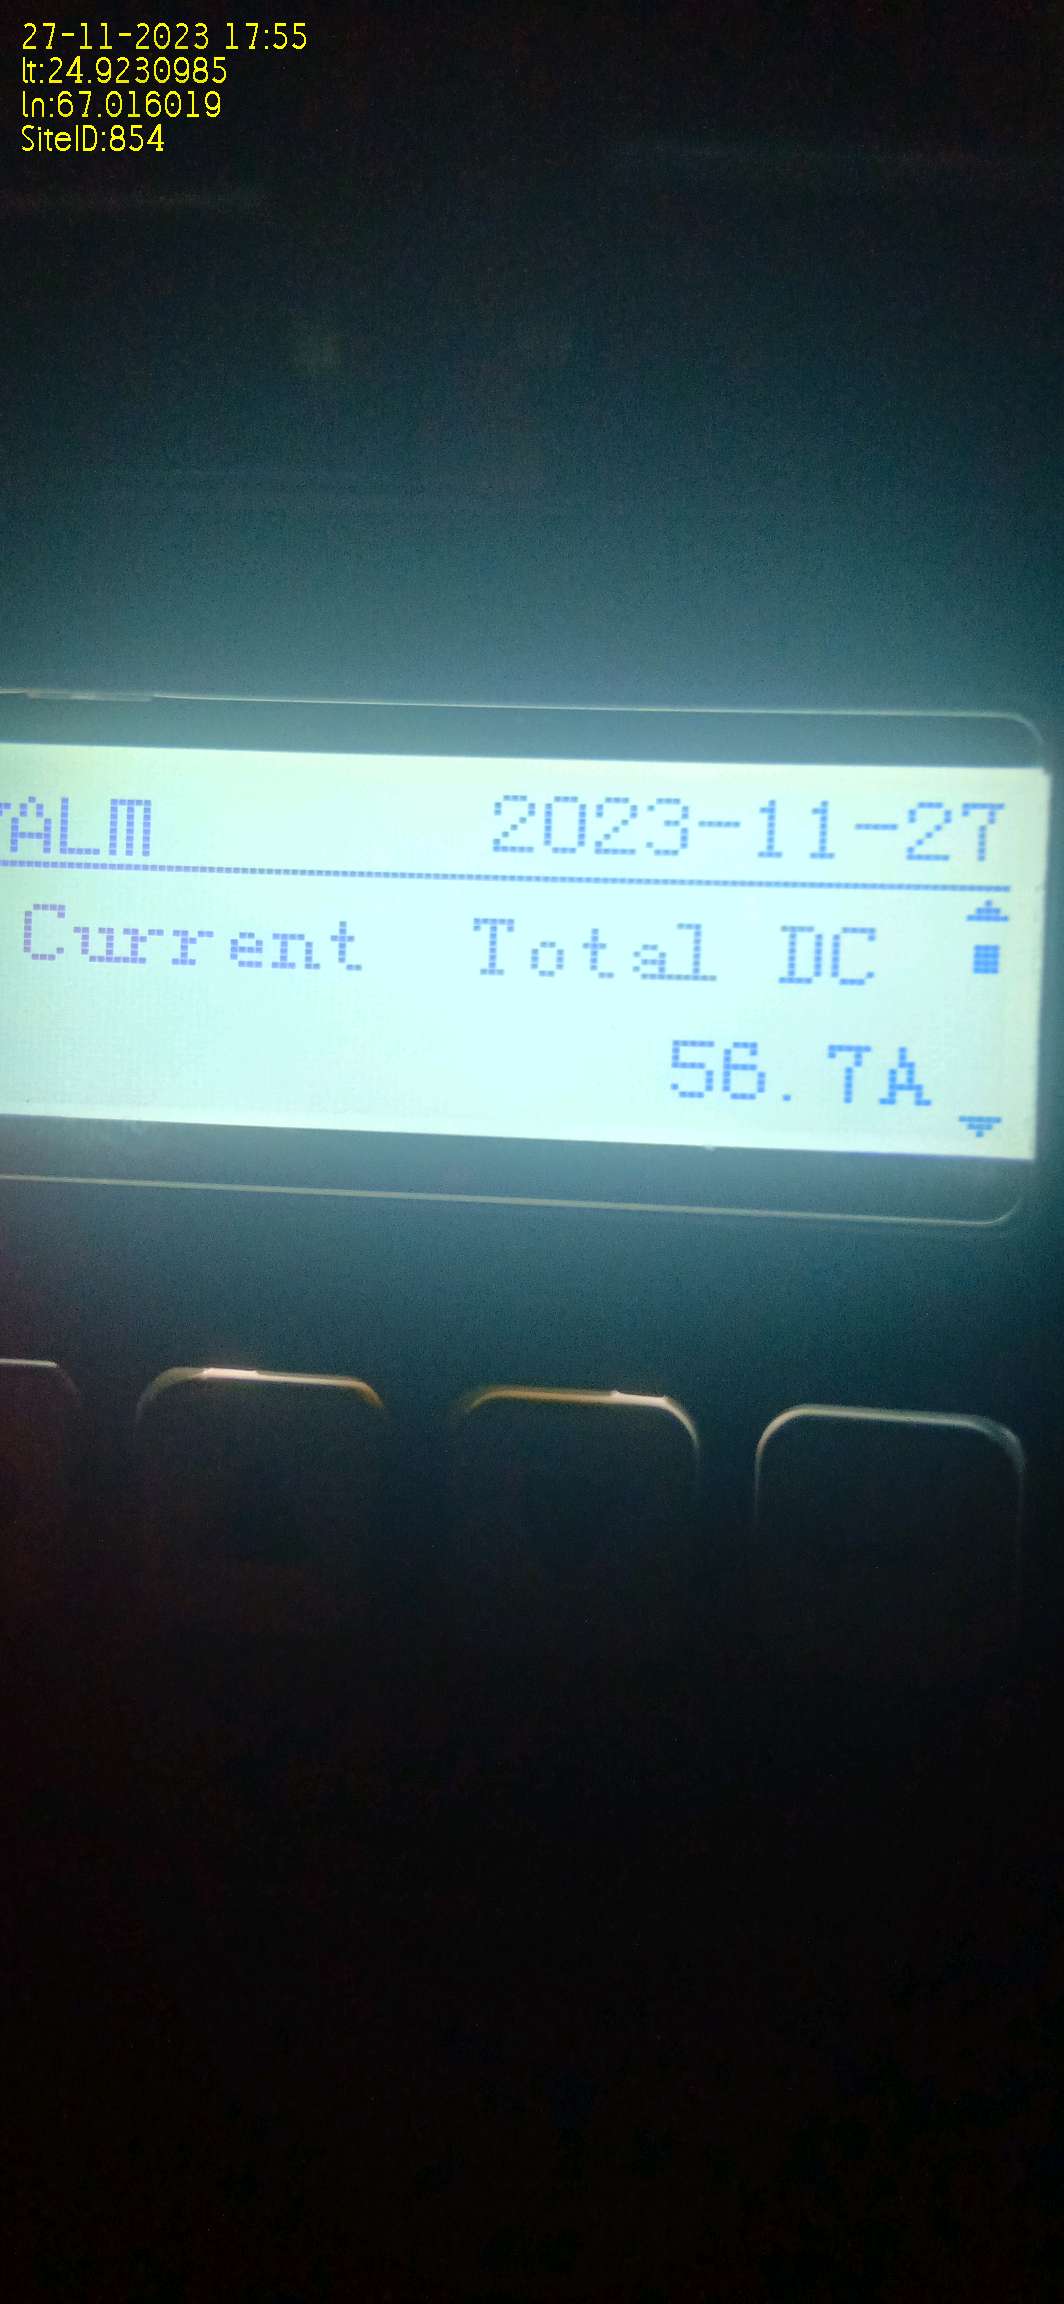 27-11-2023 17:55
lt:24.9230985
ln:67.016019
SiteID:854
2023-11-27
Current Total DC
56.7A